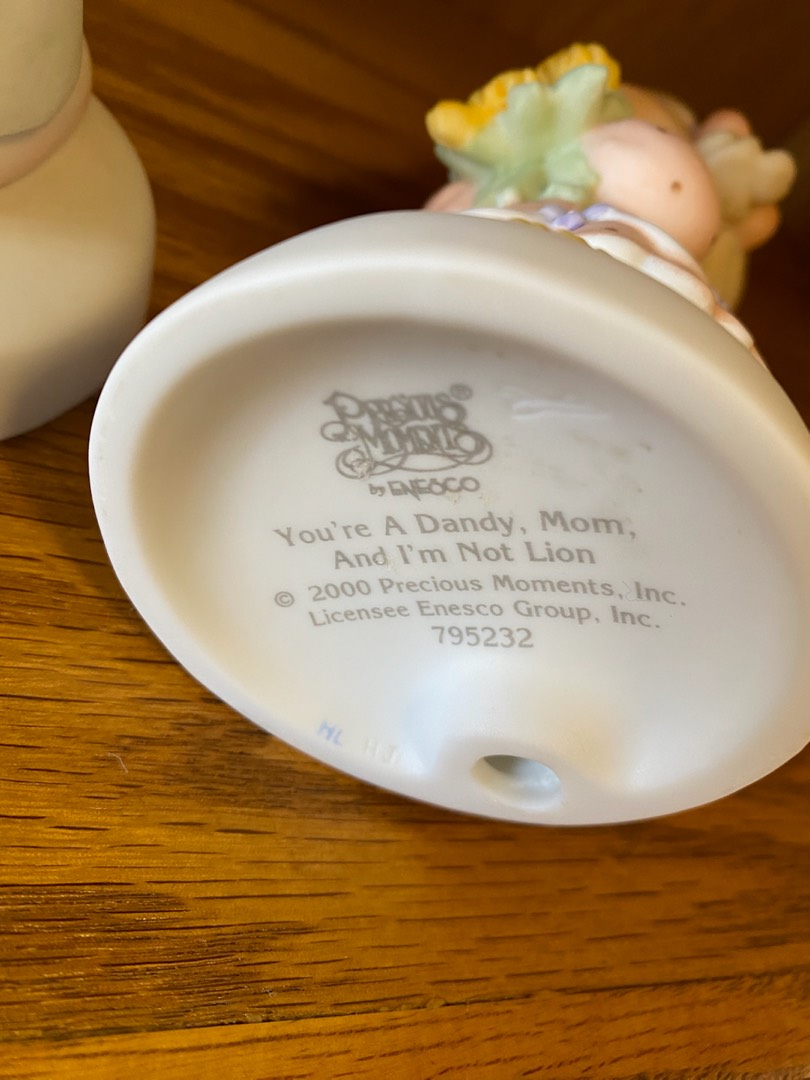 PRECIOUS MOMENTS®
by ENESCO
You're A Dandy, Mom,
And I'm Not Lion
© 2000 Precious Moments, Inc.
Licensee Enesco Group, Inc.
795232